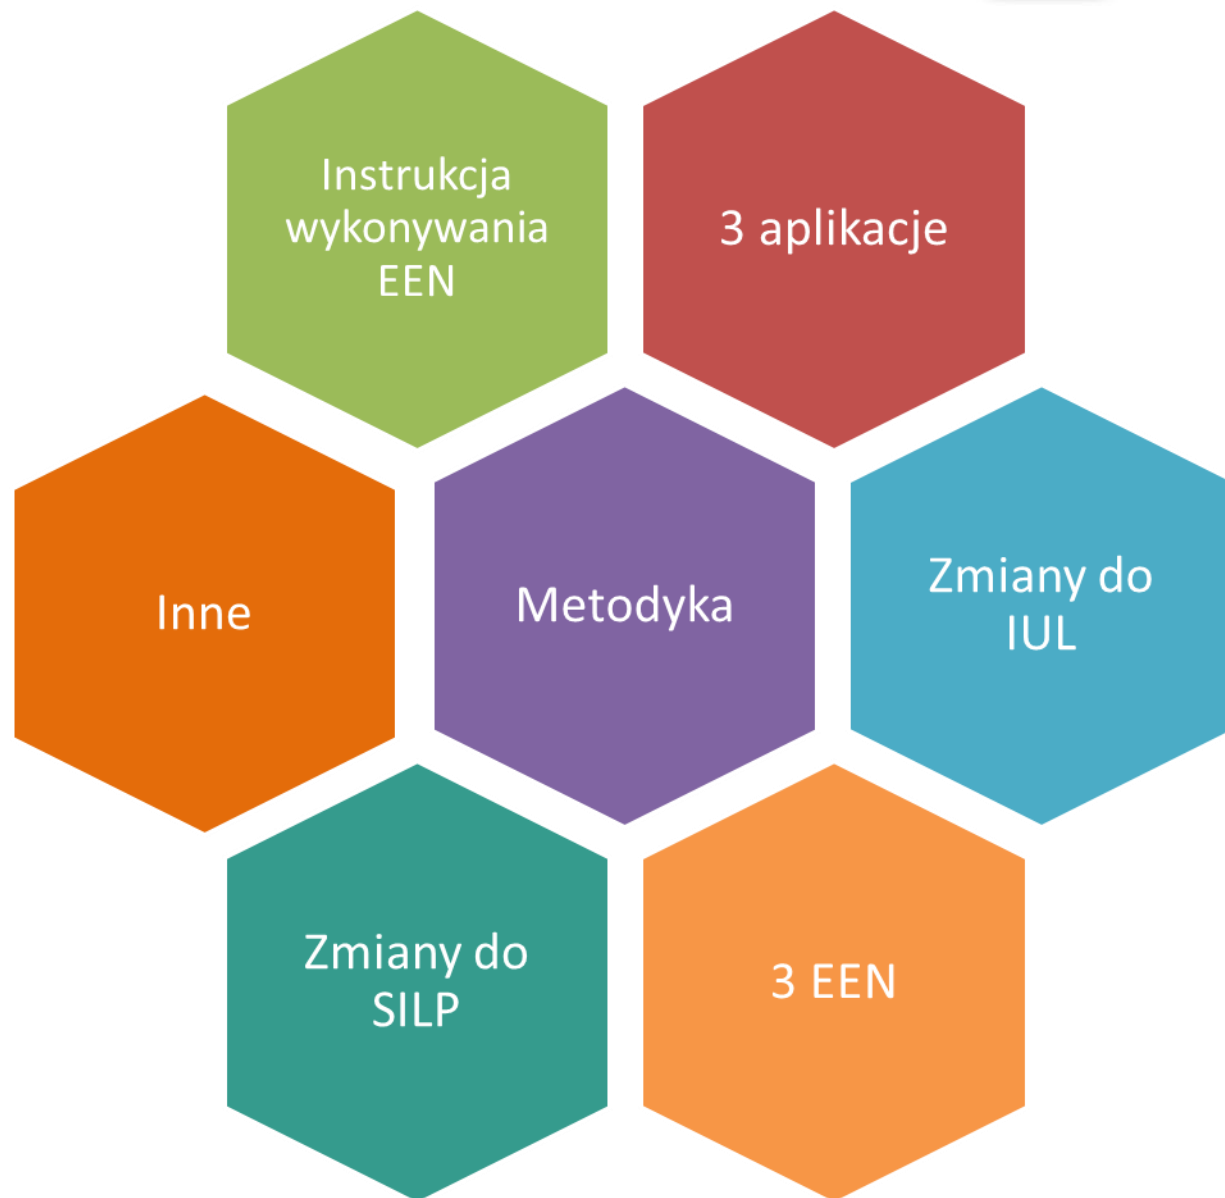 Instrukcja
wykonywania
EEN
3 aplikacje
Inne
Metodyka
Zmiany do
IUL
Zmiany do
SILP
3 EEN